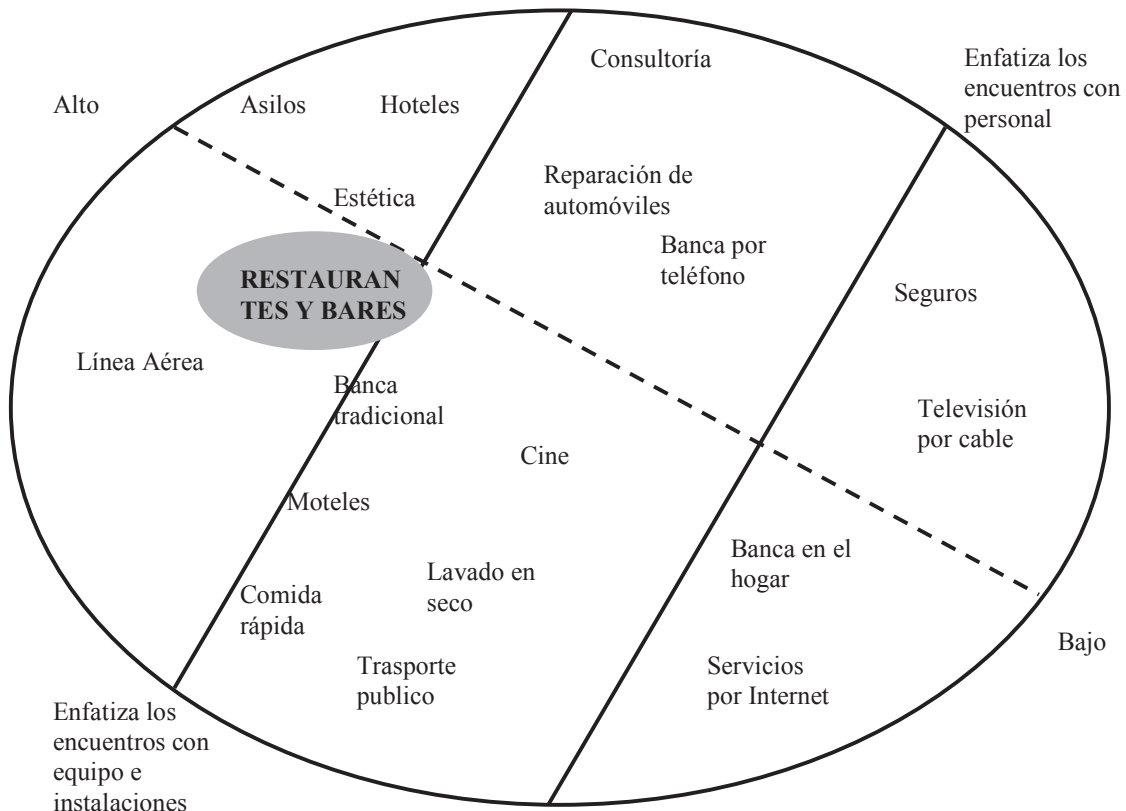 Consultoría
Enfatiza los
encuentros con
personal
Alto
Asilos
Hoteles
Reparación de
automóviles
Estética
Banca por
teléfono
RESTAURAN
TES Y BARES
Seguros
Línea Aérea
Banca
tradicional
Televisión
por cable
Cine
Moteles
Banca en el
hogar
Lavado en
seco
Comida
rápida
Bajo
Trasporte
publico
Servicios
por Internet
Enfatiza los
encuentros con
equipo e
instalaciones